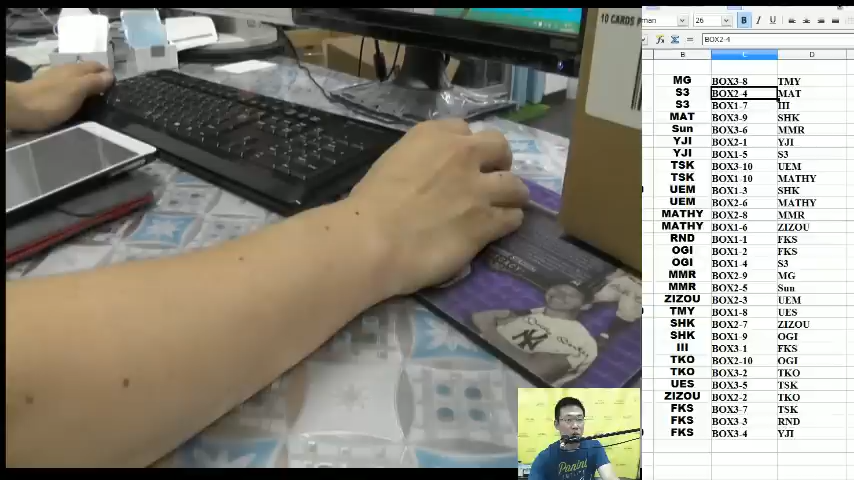 10 CARDS P
man 26 B I U
BOX2-4
B C D
MG BOX3-8 TMY
S3 BOX2-4 MAT
S3 BOX1-7 III
MAT BOX3-9 SHK
Sun BOX3-6 MMR
YJI BOX2-1 YJI
YJI BOX1-5 S3
TSK BOX3-10 UEM
TSK BOX1-10 MATHY
UEM BOX1-3 SHK
UEM BOX2-6 MATHY
MATHY BOX2-8 MMR
MATHY BOX1-6 ZIZOU
RND BOX1-1 FKS
OGI BOX1-2 FKS
OGI BOX1-4 S3
MMR BOX2-9 MG
MMR BOX2-5 Sun
ZIZOU BOX2-3 UEM
TMY BOX1-8 UES
SHK BOX2-7 ZIZOU
SHK BOX1-9 OGI
III BOX3-1 FKS
TKO BOX2-10 OGI
TKO BOX3-2 TKO
UES BOX3-5 TSK
ZIZOU BOX2-2 TKO
FKS BOX3-7 TSK
FKS BOX3-3 RND
FKS BOX3-4 YJI
PANINI